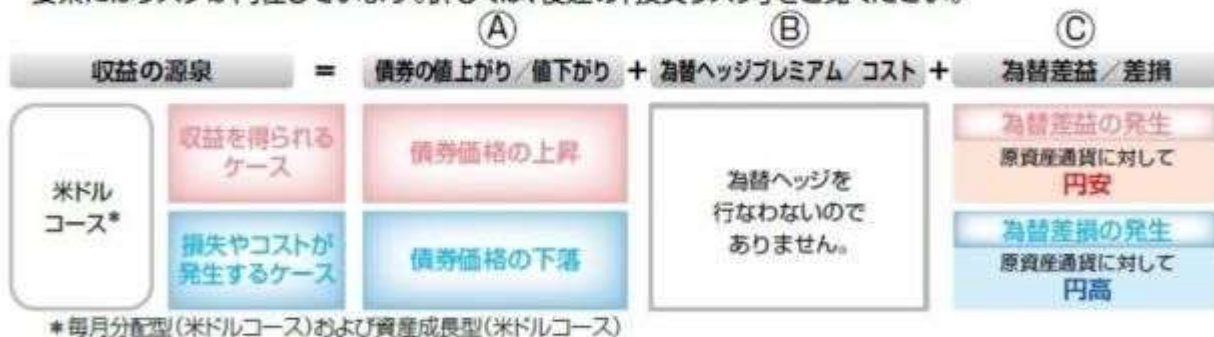 Ⓐ Ⓑ Ⓒ
収益の源泉 = 債券の値上がり／値下がり + 為替ヘッジプレミアム／コスト + 為替差益／差損
米ドル
コース*
収益を得られる
ケース
債券価格の上昇
損失やコストが
発生するケース
債券価格の下落
為替ヘッジを
行なわないので
ありません。
為替差益の発生
原資産通貨に対して
円安
為替差損の発生
原資産通貨に対して
円高
*毎月分配型(米ドルコース)および資産成長型(米ドルコース)